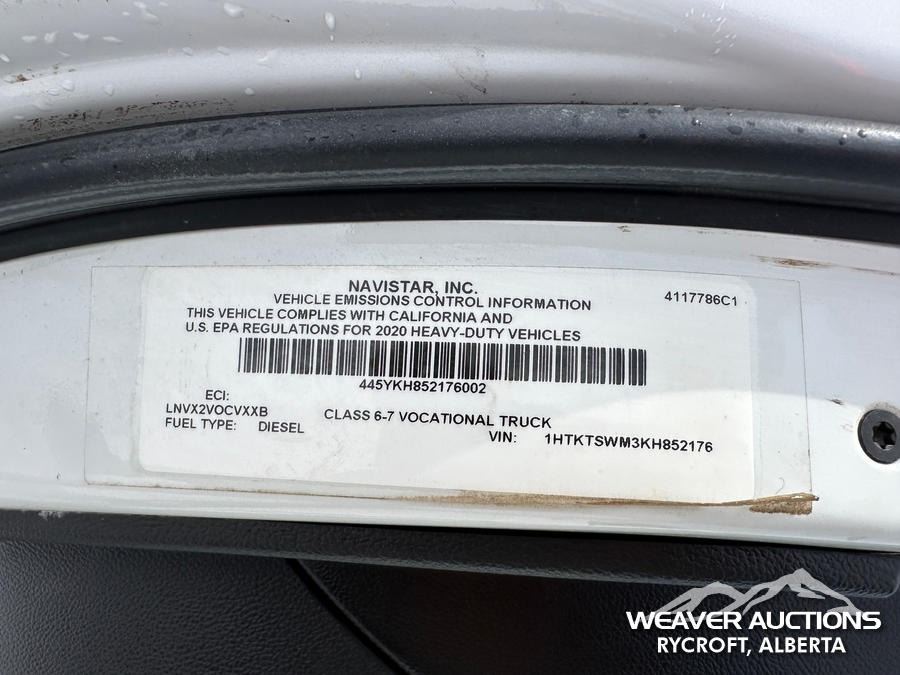 NAVISTAR, INC.
VEHICLE EMISSIONS CONTROL INFORMATION
4117786C1
THIS VEHICLE COMPLIES WITH CALIFORNIA AND
U.S. EPA REGULATIONS FOR 2020 HEAVY-DUTY VEHICLES
445YKH852176002
ECI:
LNVX2VOCVXXB
CLASS 6-7 VOCATIONAL TRUCK
FUEL TYPE: DIESEL
VIN: 1HTKTSWM3KH852176
WEAVER AUCTIONS
RYCROFT, ALBERTA